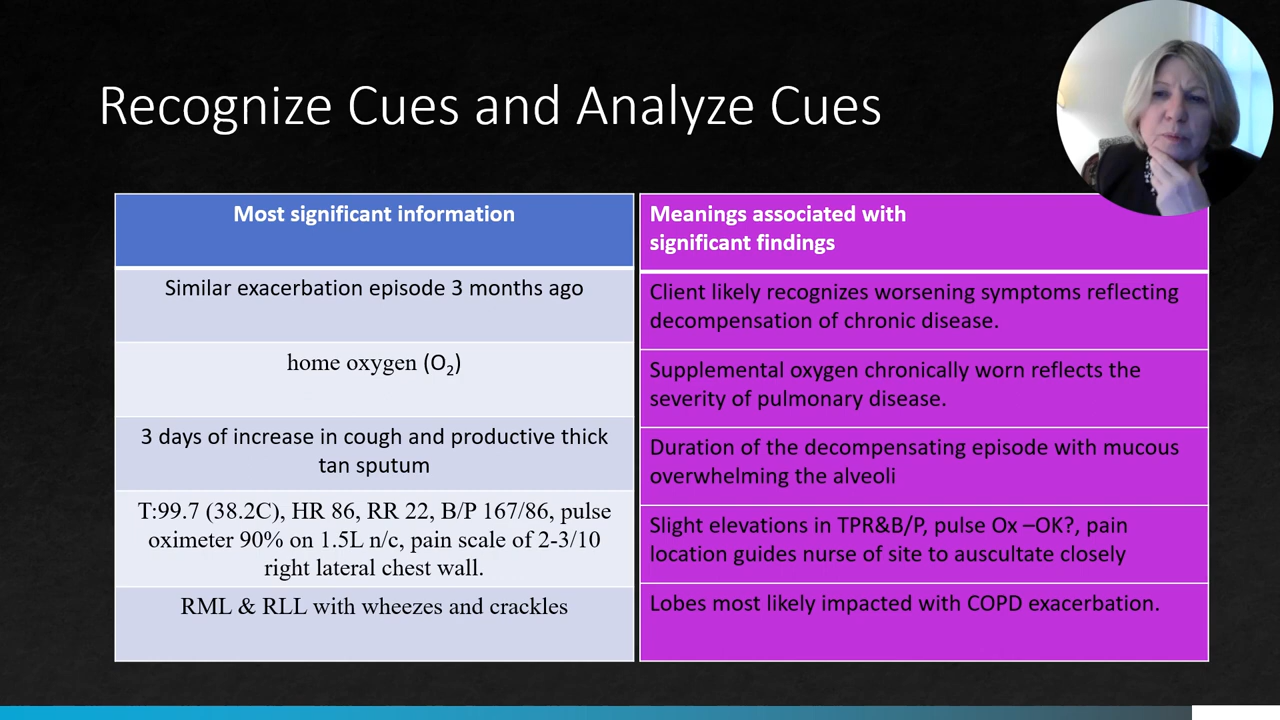 Recognize Cues and Analyze Cues
Most significant information
Meanings associated with
significant findings
Similar exacerbation episode 3 months ago
Client likely recognizes worsening symptoms reflecting
decompensation of chronic disease.
home oxygen (O₂)
Supplemental oxygen chronically worn reflects the
severity of pulmonary disease.
3 days of increase in cough and productive thick
tan sputum
Duration of the decompensating episode with mucous
overwhelming the alveoli
T:99.7 (38.2C), HR 86, RR 22, B/P 167/86, pulse
oximeter 90% on 1.5L n/c, pain scale of 2-3/10
right lateral chest wall.
Slight elevations in TPR&B/P, pulse Ox –OK?, pain
location guides nurse of site to auscultate closely
RML & RLL with wheezes and crackles
Lobes most likely impacted with COPD exacerbation.